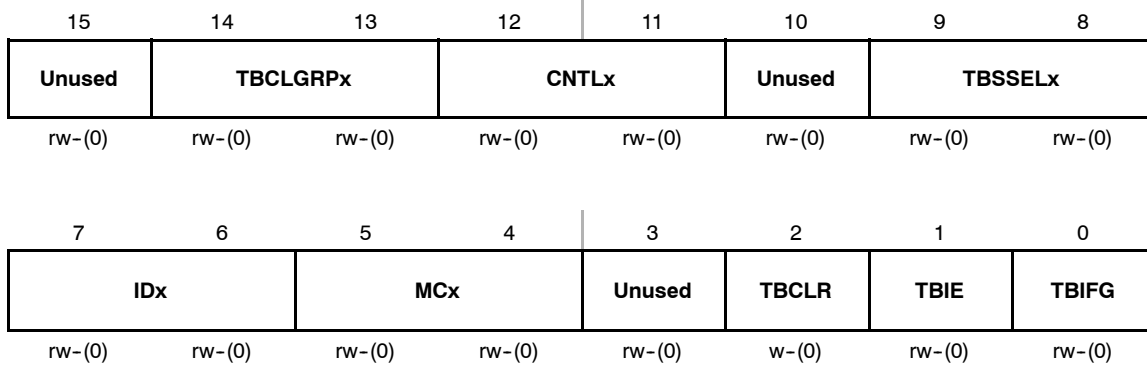 15 14 13 12 11 10 9 8
Unused TBCLGRPx CNTLx Unused TBSSELx
rw-(0) rw-(0) rw-(0) rw-(0) rw-(0) rw-(0) rw-(0) rw-(0)
7 6 5 4 3 2 1 0
IDx MCx Unused TBCLR TBIE TBIFG
rw-(0) rw-(0) rw-(0) rw-(0) rw-(0) w-(0) rw-(0) rw-(0)